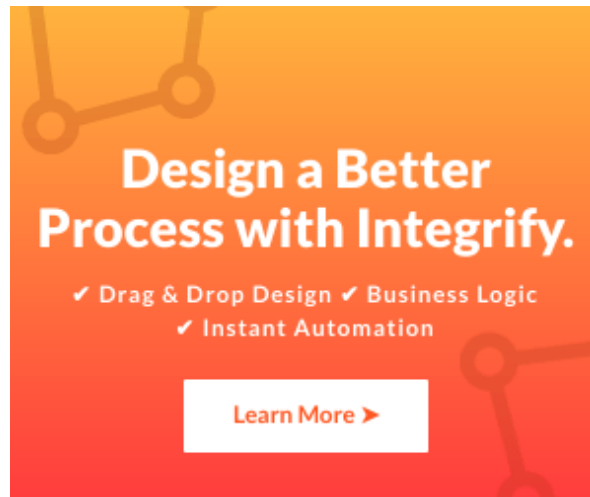 Design a Better
Process with Integrify.
✔ Drag & Drop Design ✔ Business Logic
✔ Instant Automation
Learn More ➤